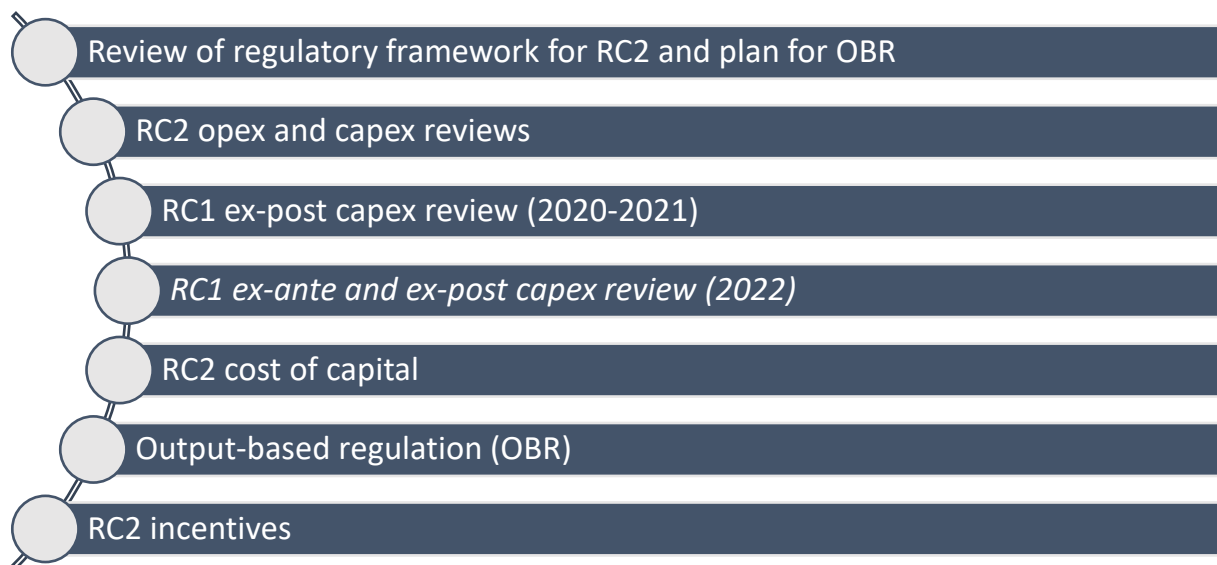 Review of regulatory framework for RC2 and plan for OBR
RC2 opex and capex reviews
RC1 ex-post capex review (2020-2021)
RC1 ex-ante and ex-post capex review (2022)
RC2 cost of capital
Output-based regulation (OBR)
RC2 incentives